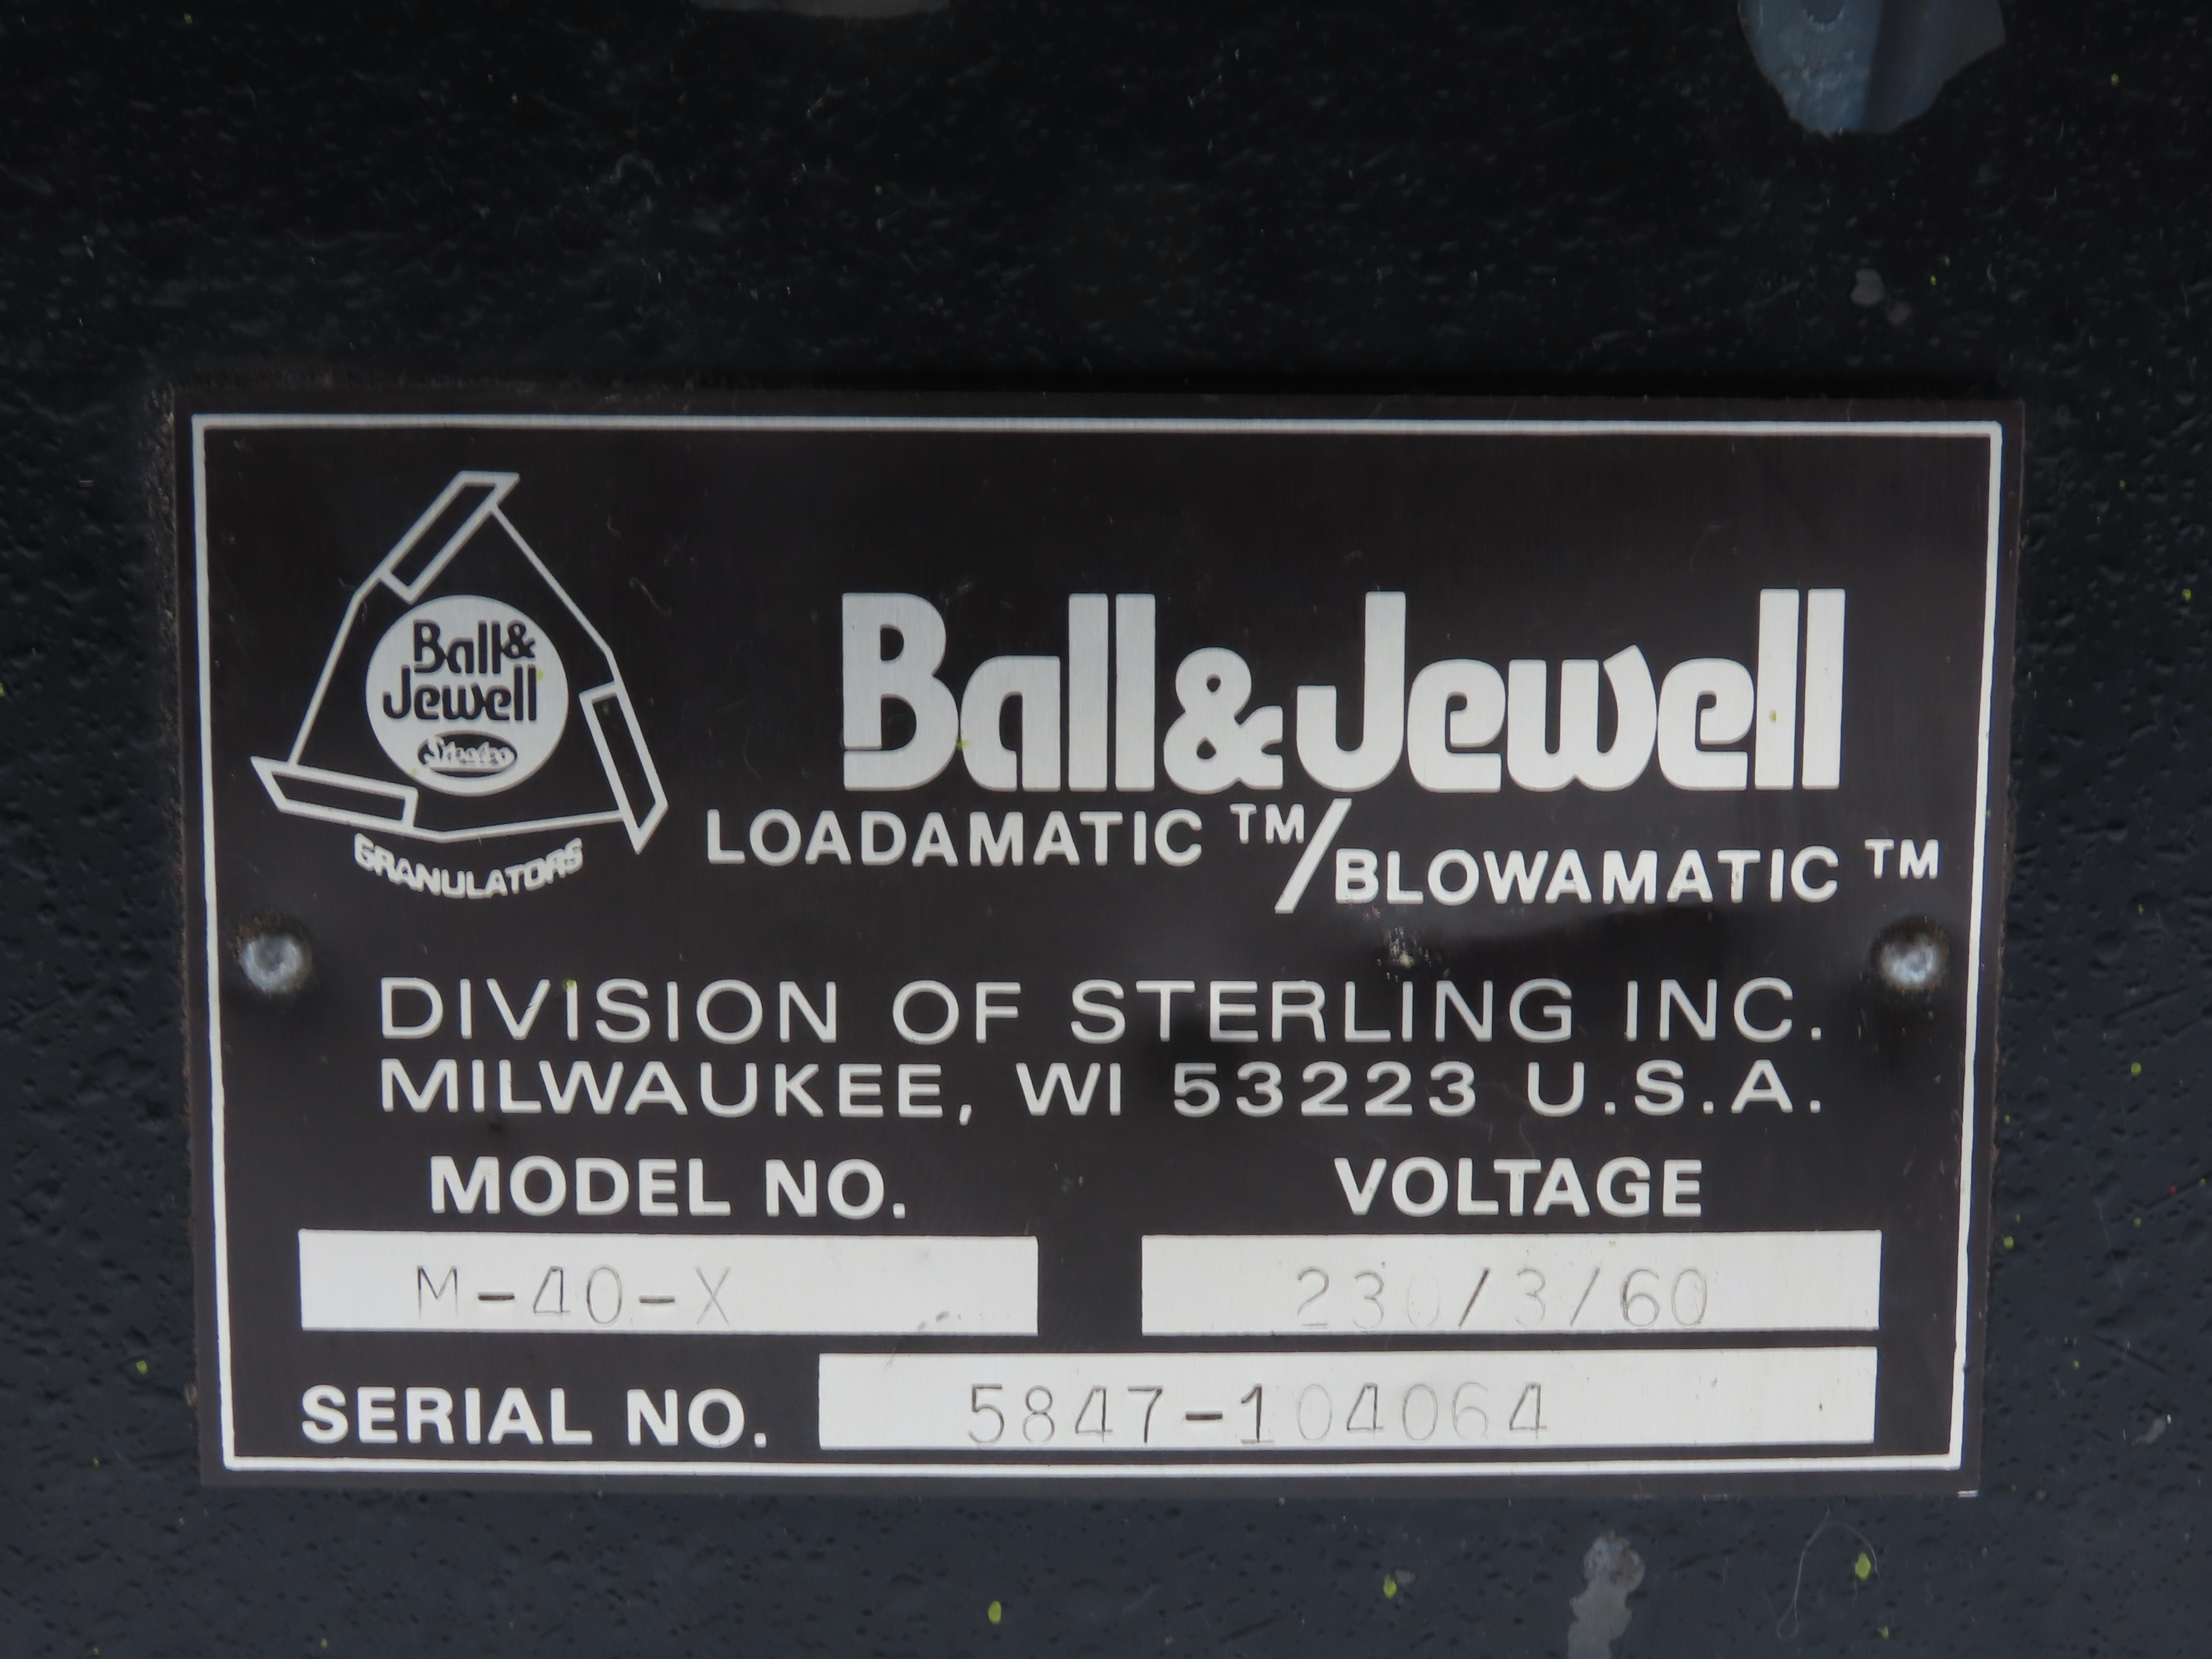 Ball&
Jewell
Sterlco
GRANULATORS
Ball&Jewell
LOADAMATIC ™/BLOWAMATIC ™
DIVISION OF STERLING INC.
MILWAUKEE, WI 53223 U.S.A.
MODEL NO. VOLTAGE
M-40-X 230/3/60
SERIAL NO. 5847-104064